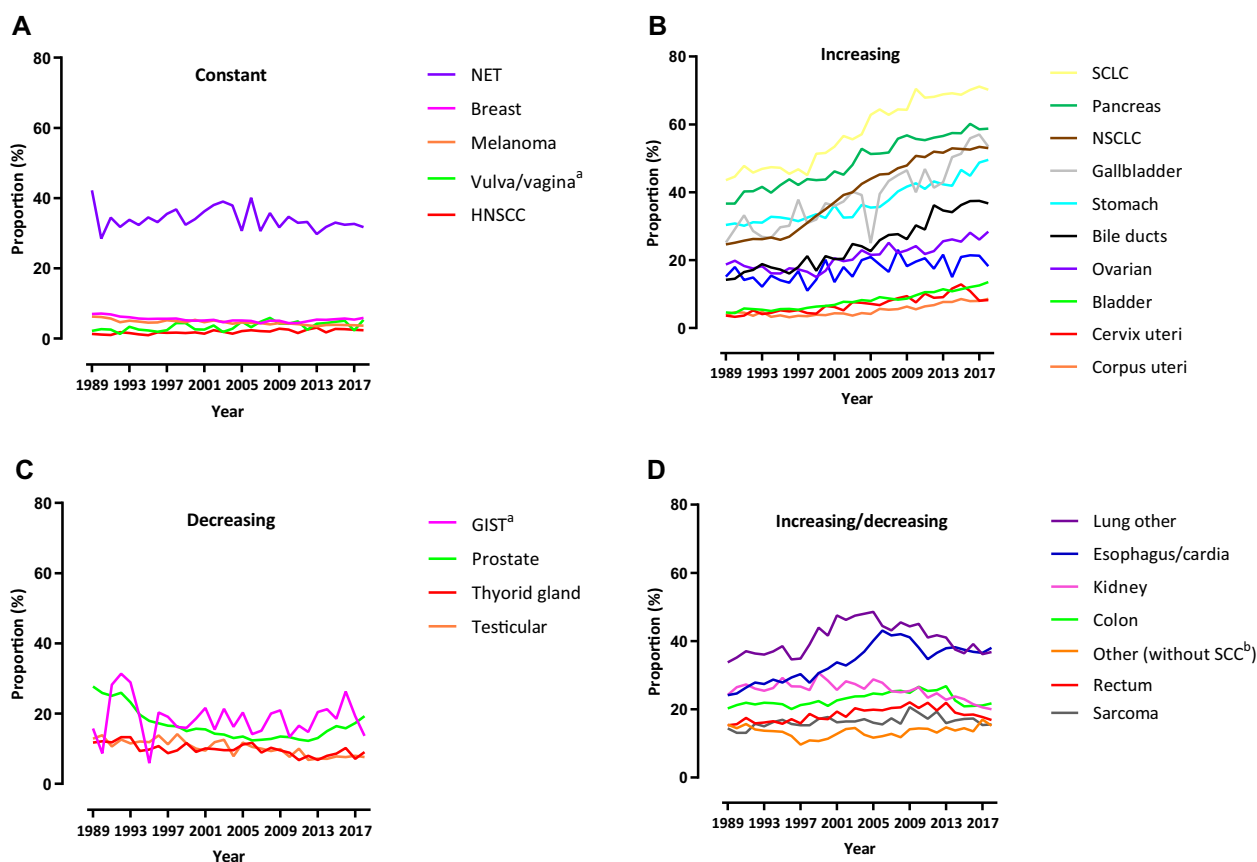 A
Constant
Proportion (%)
80
60
40
20
0
1989 1993 1997 2001 2005 2009 2013 2017
Year
NET
Breast
Melanoma
Vulva/vaginaª
HNSCC
B
Increasing
Proportion (%)
80
60
40
20
0
1989 1993 1997 2001 2005 2009 2013 2017
Year
SCLC
Pancreas
NSCLC
Gallbladder
Stomach
Bile ducts
Ovarian
Bladder
Cervix uteri
Corpus uteri
C
Decreasing
Proportion (%)
80
60
40
20
0
1989 1993 1997 2001 2005 2009 2013 2017
Year
GISTª
Prostate
Thyorid gland
Testicular
D
Increasing/decreasing
Proportion (%)
80
60
40
20
0
1989 1993 1997 2001 2005 2009 2013 2017
Year
Lung other
Esophagus/cardia
Kidney
Colon
Other (without SCCᵇ)
Rectum
Sarcoma